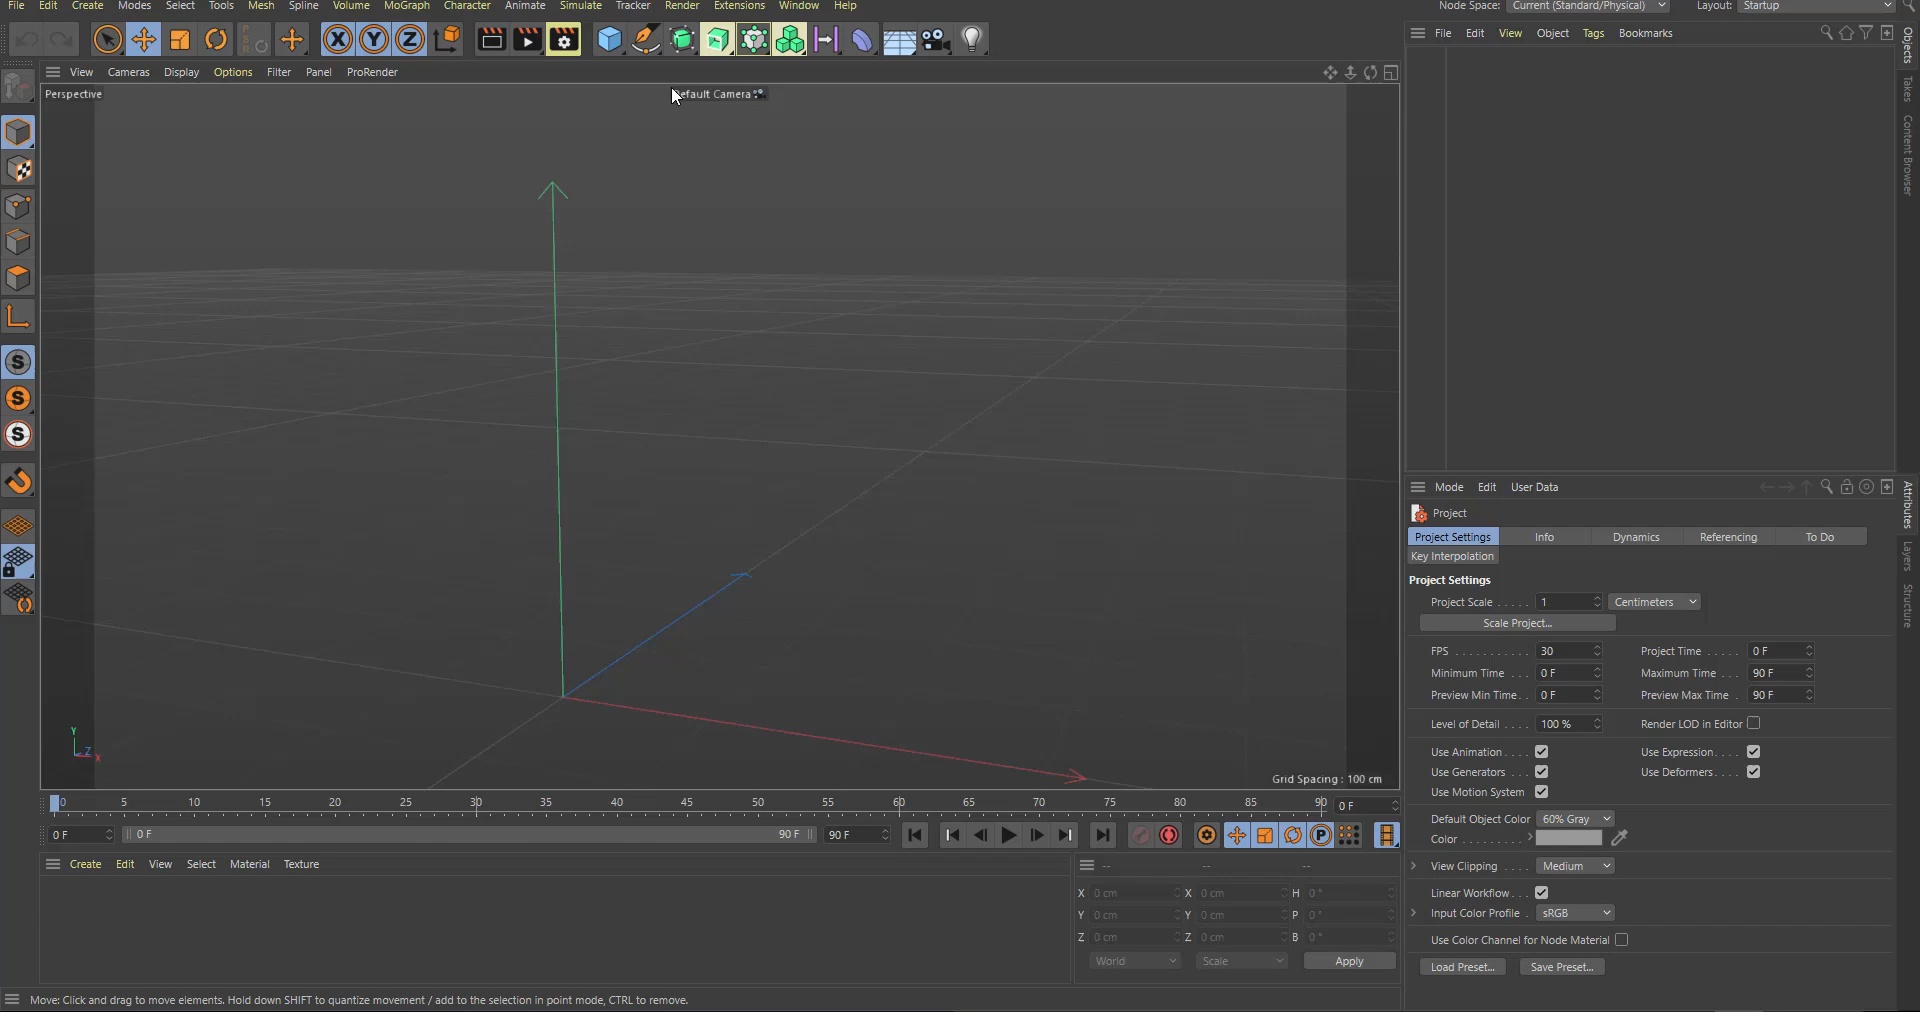 File Edit Create Modes Select Tools Mesh Spline Volume MoGraph Character Animate Simulate Tracker Render Extensions Window Help Node Space: Current (Standard/Physical) Layout: Startup
P S R X Y Z
File Edit View Object Tags Bookmarks
View Cameras Display Options Filter Panel ProRender
Perspective
Default Camera
Objects
Takes
Content Browser
S
S
S
Y
Z
X
Grid Spacing : 100 cm
0 5 10 15 20 25 30 35 40 45 50 55 60 65 70 75 80 85 90 0 F
0 F 0 F 90 F 90 F P
Create Edit View Select Material Texture
-- -- --
X 0 cm X 0 cm H 0 °
Y 0 cm Y 0 cm P 0 °
Z 0 cm Z 0 cm B 0 °
World Scale Apply
Move: Click and drag to move elements. Hold down SHIFT to quantize movement / add to the selection in point mode, CTRL to remove.
Mode Edit User Data
Attributes
Layers
Structure
Project
Project Settings Info Dynamics Referencing To Do
Key Interpolation
Project Settings
Project Scale . . . . . 1 Centimeters
Scale Project...
FPS . . . . . . . . . . . 30 Project Time . . . . . 0 F
Minimum Time . . . 0 F Maximum Time . . . 90 F
Preview Min Time . . 0 F Preview Max Time . 90 F
Level of Detail . . . . 100 % Render LOD in Editor
Use Animation . . . . Use Expression . . . .
Use Generators . . . Use Deformers . . . .
Use Motion System
Default Object Color 60% Gray
Color . . . . . . . . .
View Clipping . . . . Medium
Linear Workflow . .
Input Color Profile . sRGB
Use Color Channel for Node Material
Load Preset... Save Preset...